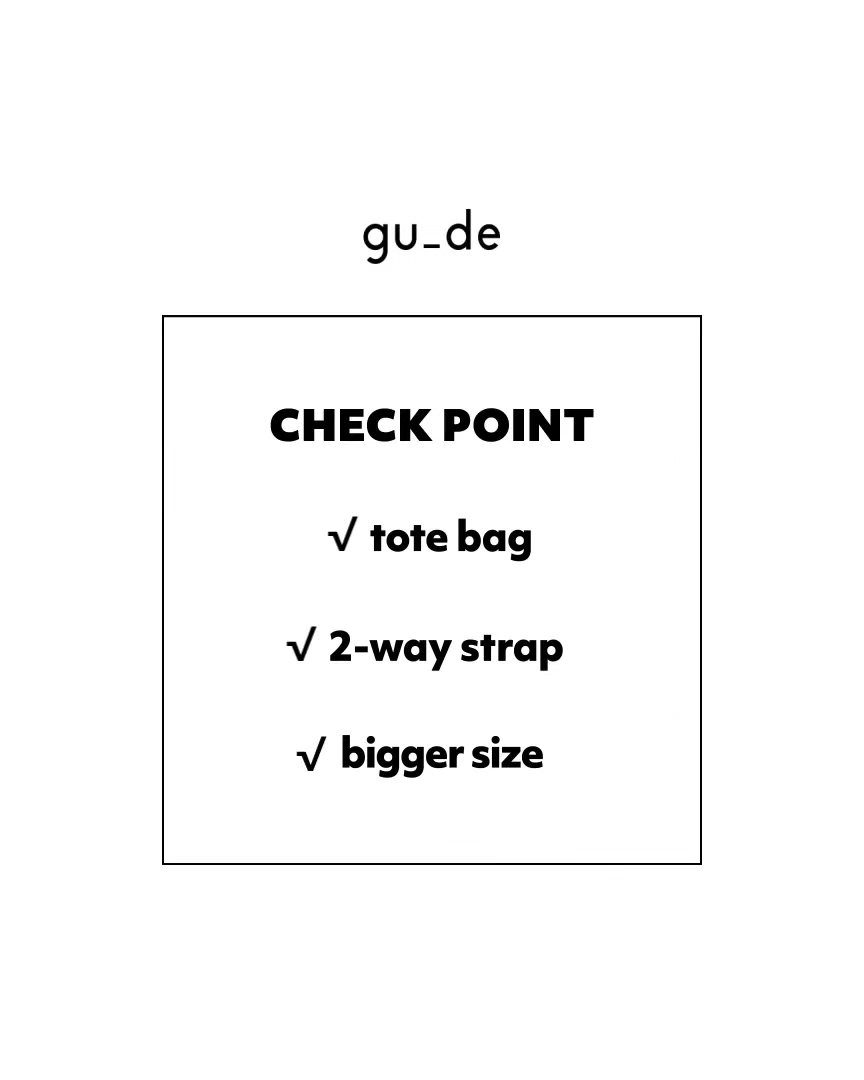 gu_de
CHECK POINT
√ tote bag
√ 2-way strap
√ bigger size